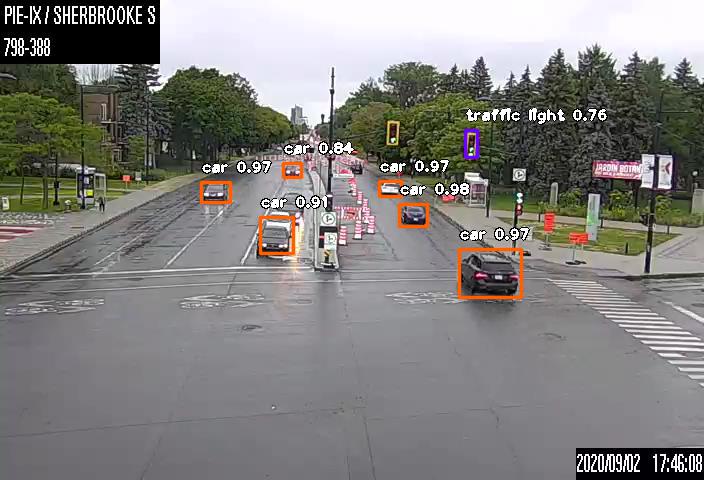 PIE-IX / SHERBROOKE S
798-388
traffic light 0.76
car 0.84
car 0.97
car 0.97
car 0.98
car 0.91
car 0.97
JARDIN BOTAN
2020/09/02 17:46:08